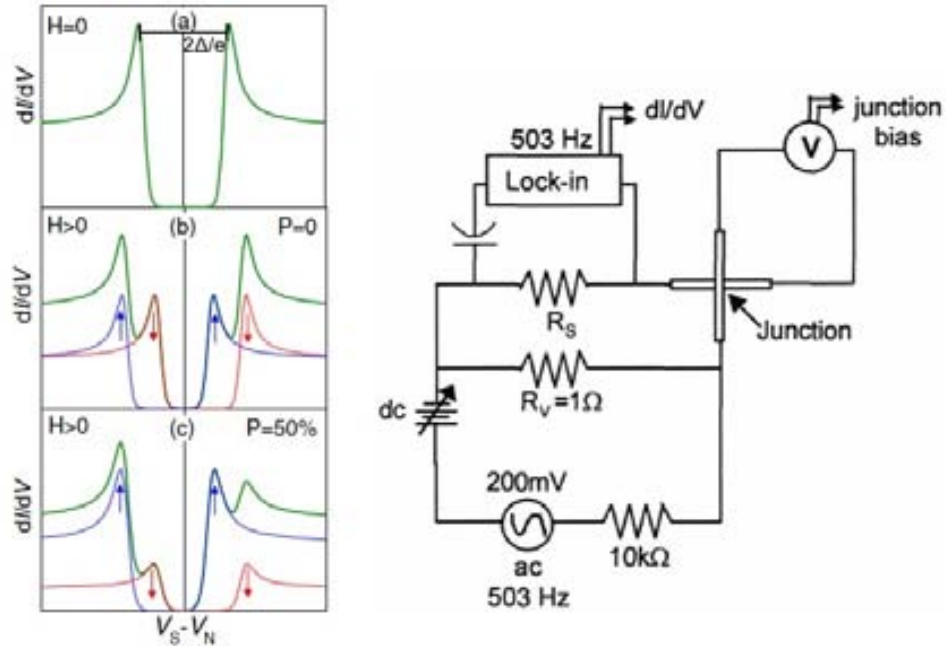 H=0
(a)
2Δ/e
dI/dV
H>0
(b)
P=0
dI/dV
H>0
(c)
P=50%
dI/dV
V_S - V_N
503 Hz
dI/dV
Lock-in
V
junction
bias
R_S
Junction
R_V =1Ω
dc
200mV
10kΩ
ac
503 Hz